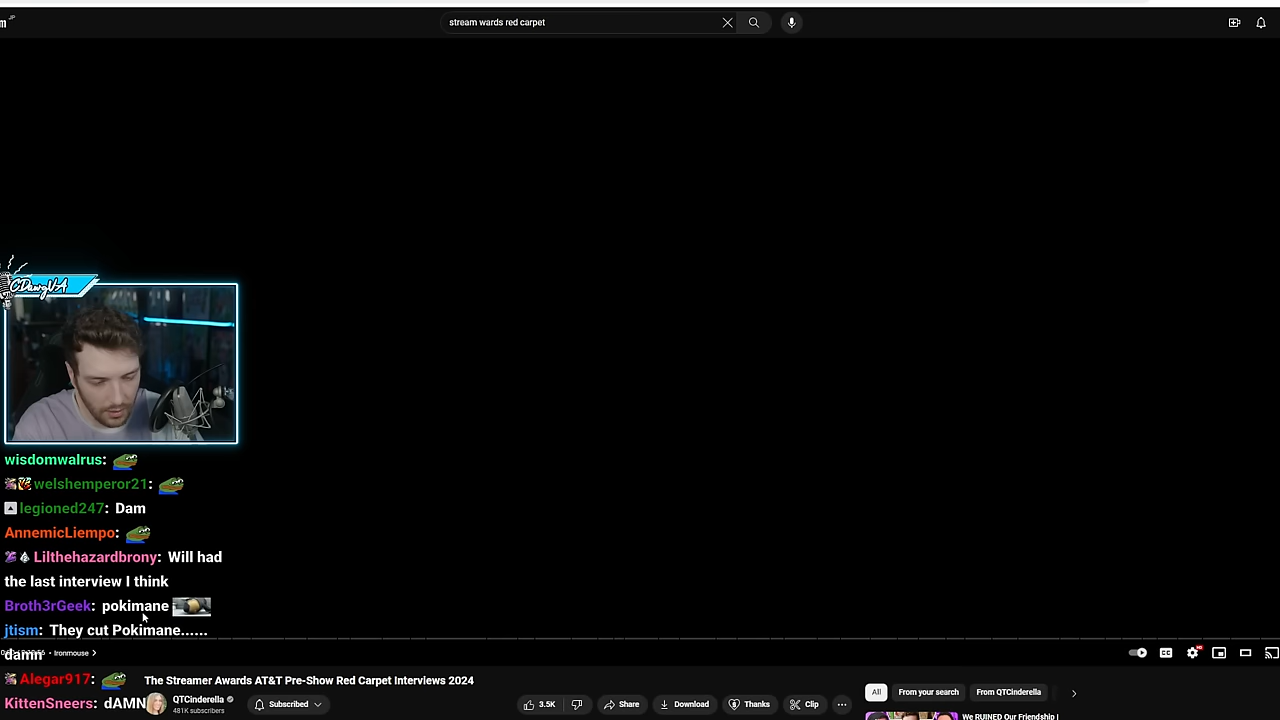 JP
stream wards red carpet
CDawgVA
wisdomwalrus:
welshemperor21:
legioned247: Dam
AnnemicLiempo:
Lilthehazardbrony: Will had
the last interview I think
Broth3rGeek: pokimane
jtism: They cut Pokimane......
damn
• Ironmouse
Alegar917:
KittenSneers: dAMN
The Streamer Awards AT&T Pre-Show Red Carpet Interviews 2024
QTCinderella
481K subscribers
Subscribed
3.5K
Share
Download
Thanks
Clip
All
From your search
From QTCinderella
We RUINED Our Friendship |